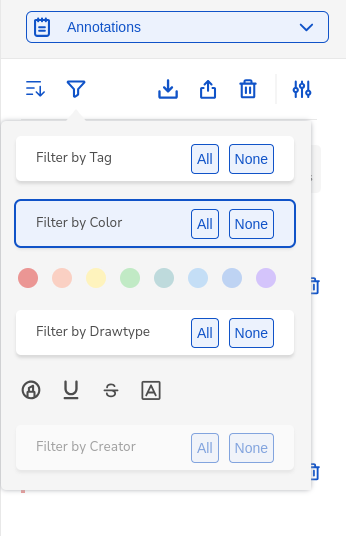 Annotations
Filter by Tag All None
Filter by Color All None
Filter by Drawtype All None
Filter by Creator All None